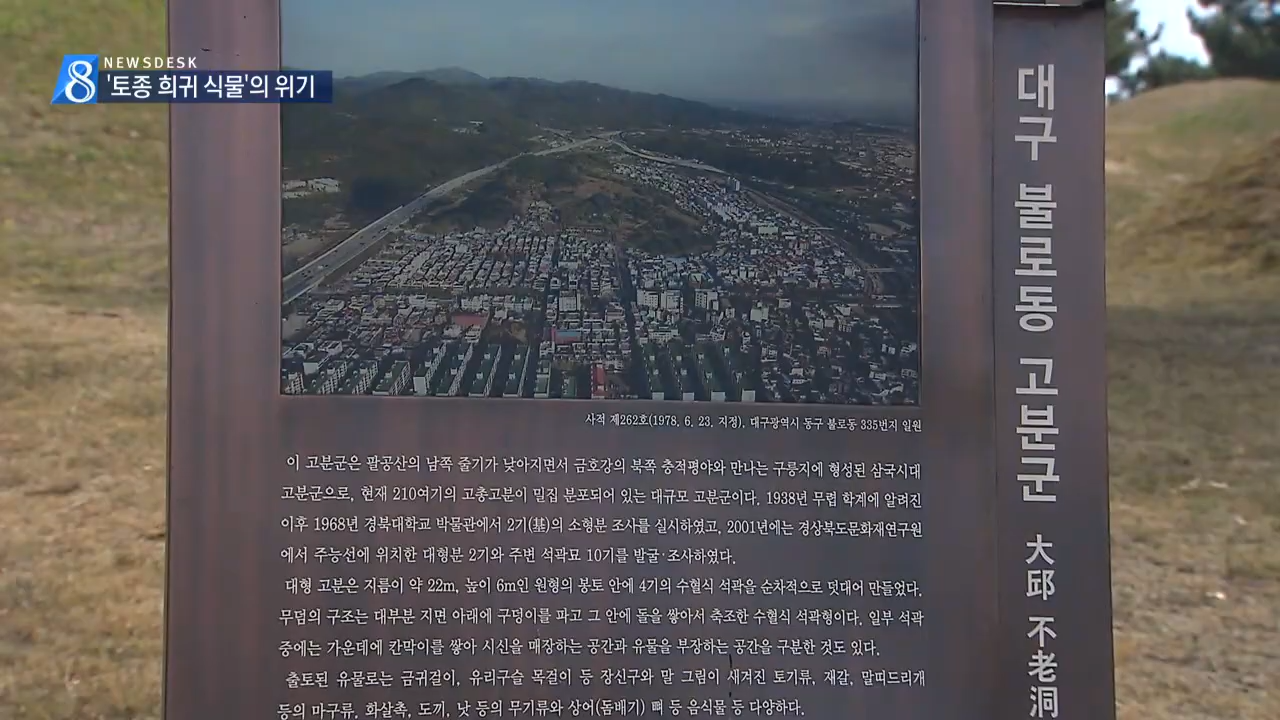 8 NEWSDESK
'토종 희귀 식물'의 위기
사적 제262호(1978. 6. 23. 지정), 대구광역시 동구 불로동 335번지 일원
이 고분군은 팔공산의 남쪽 줄기가 낮아지면서 금호강의 북쪽 충적평야와 만나는 구릉지에 형성된 삼국시대
고분군으로, 현재 210여기의 고총고분이 밀집 분포되어 있는 대규모 고분군이다. 1938년 무렵 학계에 알려진
이후 1968년 경북대학교 박물관에서 2기(基)의 소형분 조사를 실시하였고, 2001년에는 경상북도문화재연구원
에서 주능선에 위치한 대형분 2기와 주변 석곽묘 10기를 발굴·조사하였다.
대형 고분은 지름이 약 22m, 높이 6m인 원형의 봉토 안에 4기의 수혈식 석곽을 순차적으로 덧대어 만들었다.
무덤의 구조는 대부분 지면 아래에 구덩이를 파고 그 안에 돌을 쌓아서 축조한 수혈식 석곽형이다. 일부 석곽
중에는 가운데에 칸막이를 쌓아 시신을 매장하는 공간과 유물을 부장하는 공간을 구분한 것도 있다.
출토된 유물로는 금귀걸이, 유리구슬 목걸이 등 장신구와 말 그림이 새겨진 토기류, 재갈, 말띠드리개
등의 마구류, 화살촉, 도끼, 낫 등의 무기류와 상어(돔배기) 뼈 등 음식물 등 다양하다.
대구 불로동 고분군 大邱 不老洞